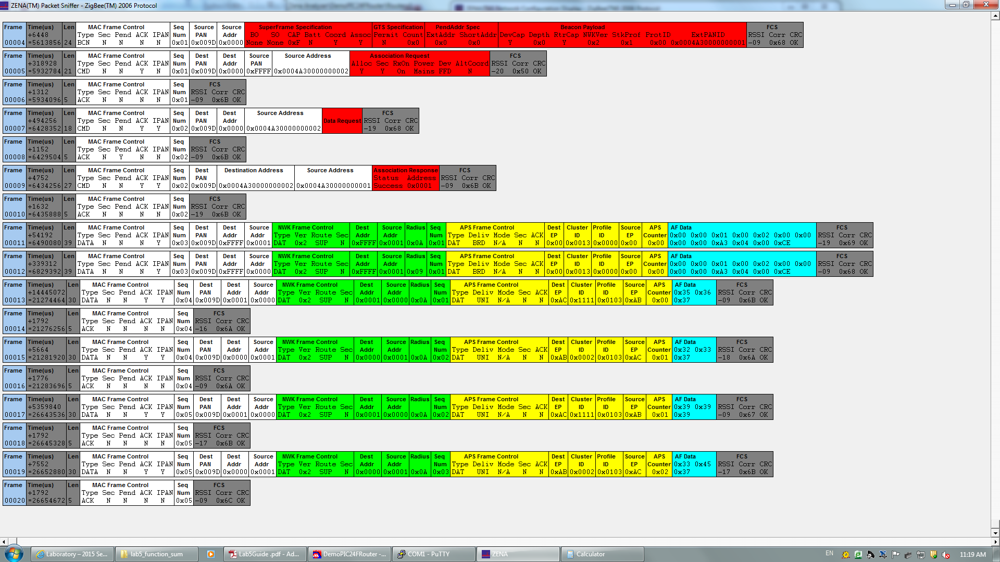 ZENA(TM) Packet Sniffer - ZigBee(TM) 2006 Protocol
Frame Time(us) Len MAC Frame Control Seq Source Source SuperFrame Specification GTS Specification PendAddr Spec Beacon Payload FCS
+6448 Type Sec Pend ACK IPAN Num PAN Addr BO SO CAP Batt Coord Assoc Permit Count ExtAddr ShortAddr DevCap Depth RtrCap NWKVer StkProf ProtID ExtPANID RSSI Corr CRC
00004 =5613856 24 BCN N N N N 0x01 0x009D 0x0000 None None 0xF N Y Y N 0x0 0x0 0x0 Y 0x0 Y 0x2 0x1 0x00 0x0004A30000000001 -09 0x68 OK
Frame Time(us) Len MAC Frame Control Seq Dest Dest Source Source Address Association Request FCS
+318928 Type Sec Pend ACK IPAN Num PAN Addr PAN Alloc Sec RxOn Power Dev AltCoord RSSI Corr CRC
00005 =5932784 21 CMD N N Y N 0x01 0x009D 0x0000 0xFFFF 0x0004A30000000002 Y Y On Mains FFD N -20 0x50 OK
Frame Time(us) Len MAC Frame Control Seq FCS
+1312 Type Sec Pend ACK IPAN Num RSSI Corr CRC
00006 =5934096 5 ACK N N N N 0x01 -09 0x6B OK
Frame Time(us) Len MAC Frame Control Seq Dest Dest Source Address FCS
+494256 Type Sec Pend ACK IPAN Num PAN Addr Data Request RSSI Corr CRC
00007 =6428352 18 CMD N N Y Y 0x02 0x009D 0x0000 0x0004A30000000002 -19 0x68 OK
Frame Time(us) Len MAC Frame Control Seq FCS
+1152 Type Sec Pend ACK IPAN Num RSSI Corr CRC
00008 =6429504 5 ACK N Y N N 0x02 -09 0x6B OK
Frame Time(us) Len MAC Frame Control Seq Dest Destination Address Source Address Association Response FCS
+4752 Type Sec Pend ACK IPAN Num PAN Status Address RSSI Corr CRC
00009 =6434256 27 CMD N N Y Y 0x02 0x009D 0x0004A30000000002 0x0004A30000000001 Success 0x0001 -09 0x6B OK
Frame Time(us) Len MAC Frame Control Seq FCS
+1632 Type Sec Pend ACK IPAN Num RSSI Corr CRC
00010 =6435888 5 ACK N N N N 0x02 -19 0x6B OK
Frame Time(us) Len MAC Frame Control Seq Dest Dest Source NWK Frame Control Dest Source Radius Seq APS Frame Control Dest Cluster Profile Source APS AF Data FCS
+54192 Type Sec Pend ACK IPAN Num PAN Addr Addr Type Ver Route Sec Addr Addr Num Type Deliv Mode Sec ACK EP ID ID EP Counter 0x00 0x00 0x01 0x00 0x02 0x00 0x00 RSSI Corr CRC
00011 =6490080 39 DATA N N N Y 0x03 0x009D 0xFFFF 0x0001 DAT 0x2 SUP N 0xFFFF 0x0001 0x0A 0x01 DAT BRD N/A N N 0x00 0x0013 0x0000 0x00 0x00 0x00 0x00 0xA3 0x04 0x00 0xCE -19 0x69 OK
Frame Time(us) Len MAC Frame Control Seq Dest Dest Source NWK Frame Control Dest Source Radius Seq APS Frame Control Dest Cluster Profile Source APS AF Data FCS
+339312 Type Sec Pend ACK IPAN Num PAN Addr Addr Type Ver Route Sec Addr Addr Num Type Deliv Mode Sec ACK EP ID ID EP Counter 0x00 0x00 0x01 0x00 0x02 0x00 0x00 RSSI Corr CRC
00012 =6829392 39 DATA N N N Y 0x03 0x009D 0xFFFF 0x0000 DAT 0x2 SUP N 0xFFFF 0x0001 0x09 0x01 DAT BRD N/A N N 0x00 0x0013 0x0000 0x00 0x00 0x00 0x00 0xA3 0x04 0x00 0xCE -09 0x68 OK
Frame Time(us) Len MAC Frame Control Seq Dest Dest Source NWK Frame Control Dest Source Radius Seq APS Frame Control Dest Cluster Profile Source APS AF Data FCS
+14445072 Type Sec Pend ACK IPAN Num PAN Addr Addr Type Ver Route Sec Addr Addr Num Type Deliv Mode Sec ACK EP ID ID EP Counter 0x35 0x36 RSSI Corr CRC
00013 =21274464 30 DATA N N Y Y 0x04 0x009D 0x0001 0x0000 DAT 0x2 SUP N 0x0001 0x0000 0x0A 0x01 DAT UNI N/A N N 0xAC 0x1111 0x0103 0xAB 0x00 0x37 -09 0x6B OK
Frame Time(us) Len MAC Frame Control Seq FCS
+1792 Type Sec Pend ACK IPAN Num RSSI Corr CRC
00014 =21276256 5 ACK N N N N 0x04 -16 0x6A OK
Frame Time(us) Len MAC Frame Control Seq Dest Dest Source NWK Frame Control Dest Source Radius Seq APS Frame Control Dest Cluster Profile Source APS AF Data FCS
+5664 Type Sec Pend ACK IPAN Num PAN Addr Addr Type Ver Route Sec Addr Addr Num Type Deliv Mode Sec ACK EP ID ID EP Counter 0x32 0x33 RSSI Corr CRC
00015 =21281920 30 DATA N N Y Y 0x04 0x009D 0x0000 0x0001 DAT 0x2 SUP N 0x0000 0x0001 0x0A 0x02 DAT UNI N/A N N 0xAB 0x0002 0x0103 0xAC 0x01 0x37 -18 0x6A OK
Frame Time(us) Len MAC Frame Control Seq FCS
+1776 Type Sec Pend ACK IPAN Num RSSI Corr CRC
00016 =21283696 5 ACK N N N N 0x04 -09 0x6A OK
Frame Time(us) Len MAC Frame Control Seq Dest Dest Source NWK Frame Control Dest Source Radius Seq APS Frame Control Dest Cluster Profile Source APS AF Data FCS
+5359840 Type Sec Pend ACK IPAN Num PAN Addr Addr Type Ver Route Sec Addr Addr Num Type Deliv Mode Sec ACK EP ID ID EP Counter 0x39 0x39 RSSI Corr CRC
00017 =26643536 30 DATA N N Y Y 0x05 0x009D 0x0001 0x0000 DAT 0x2 SUP N 0x0001 0x0000 0x0A 0x02 DAT UNI N/A N N 0xAC 0x1111 0x0103 0xAB 0x01 0x39 -09 0x67 OK
Frame Time(us) Len MAC Frame Control Seq FCS
+1792 Type Sec Pend ACK IPAN Num RSSI Corr CRC
00018 =26645328 5 ACK N N N N 0x05 -17 0x6B OK
Frame Time(us) Len MAC Frame Control Seq Dest Dest Source NWK Frame Control Dest Source Radius Seq APS Frame Control Dest Cluster Profile Source APS AF Data FCS
+7552 Type Sec Pend ACK IPAN Num PAN Addr Addr Type Ver Route Sec Addr Addr Num Type Deliv Mode Sec ACK EP ID ID EP Counter 0x33 0x45 RSSI Corr CRC
00019 =26652880 30 DATA N N Y Y 0x05 0x009D 0x0000 0x0001 DAT 0x2 SUP N 0x0000 0x0001 0x0A 0x03 DAT UNI N/A N N 0xAB 0x0002 0x0103 0xAC 0x02 0x37 -17 0x6B OK
Frame Time(us) Len MAC Frame Control Seq FCS
+1792 Type Sec Pend ACK IPAN Num RSSI Corr CRC
00020 =26654672 5 ACK N N N N 0x05 -09 0x6C OK
Laboratory – 2015 Se... lab5_function_sum Lab5Guide .pdf - Ad... DemoPIC24FRouter -... COM1 - PuTTY ZENA Calculator EN 11:19 AM